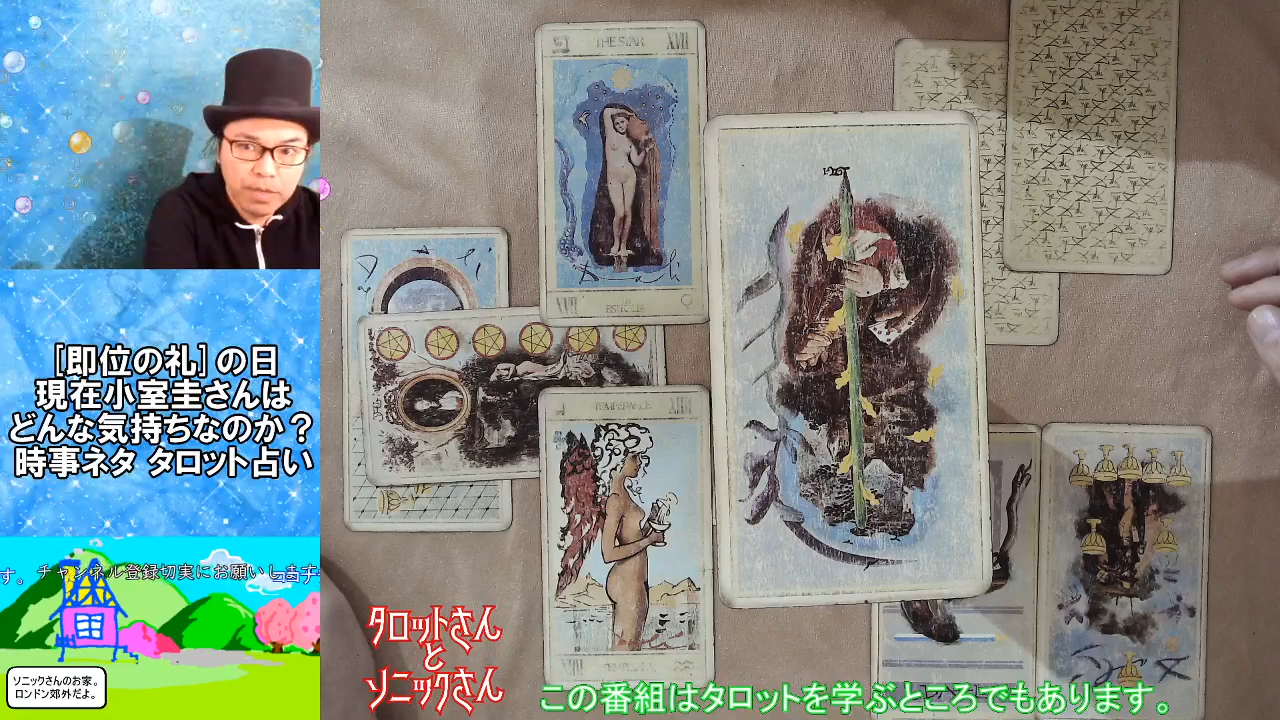 [即位の礼]の日
現在小室圭さんは
どんな気持ちなのか？
時事ネタ タロット占い
す。 チャンネル登録切実にお願いします
ソニックさんのお家。
ロンドン郊外だよ。
THE STAR XVII
Dali
XVII
TEMPERANCE XIIII
XIIII
タロットさん
と
ソニックさん
この番組はタロットを学ぶところでもあります。